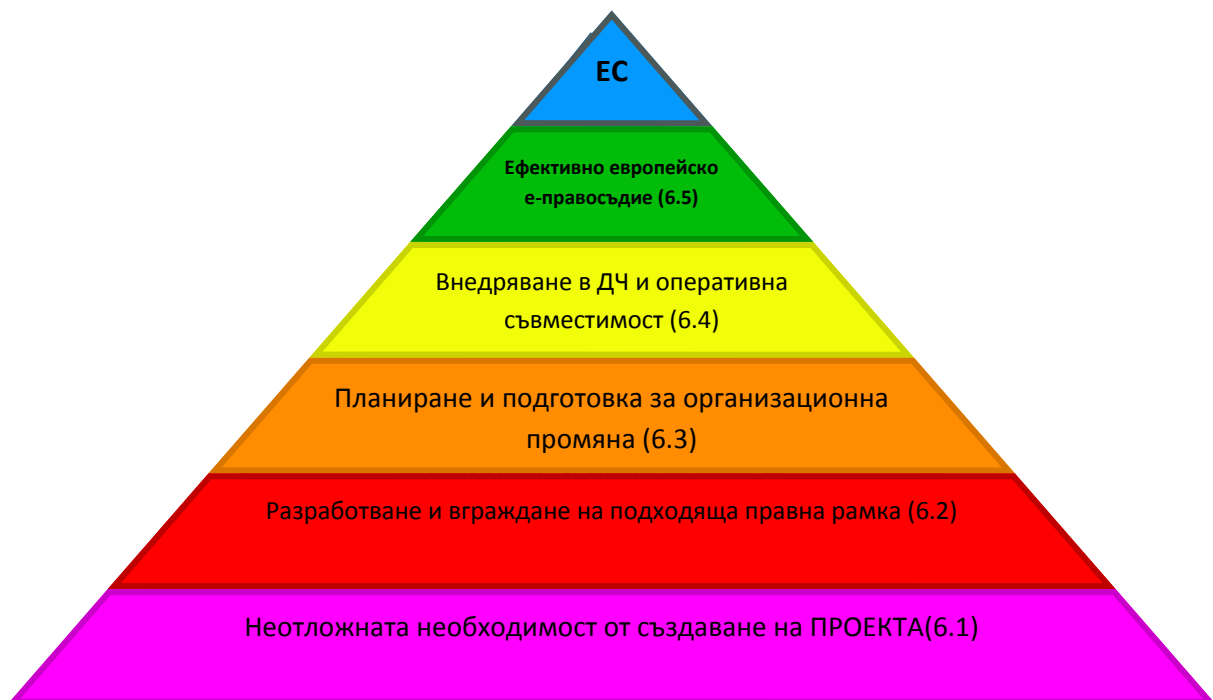 ЕС
Ефективно европейско
е-правосъдие (6.5)
Внедряване в ДЧ и оперативна
съвместимост (6.4)
Планиране и подготовка за организационна
промяна (6.3)
Разработване и вграждане на подходяща правна рамка (6.2)
Неотложната необходимост от създаване на ПРОЕКТА(6.1)